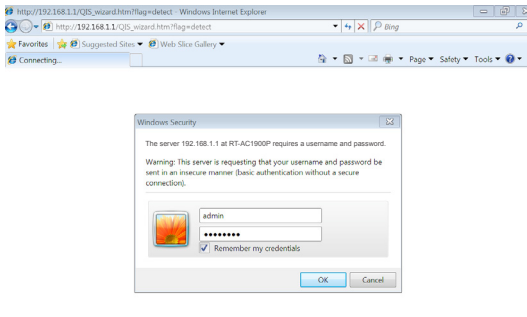 http://192.168.1.1/QIS_wizard.htm?flag=detect - Windows Internet Explorer
http://192.168.1.1/QIS_wizard.htm?flag=detect
Bing
Favorites Suggested Sites Web Slice Gallery
Connecting... Page Safety Tools
Windows Security
The server 192.168.1.1 at RT-AC1900P requires a username and password.
Warning: This server is requesting that your username and password be
sent in an insecure manner (basic authentication without a secure
connection).
admin
••••••••
Remember my credentials
OK Cancel